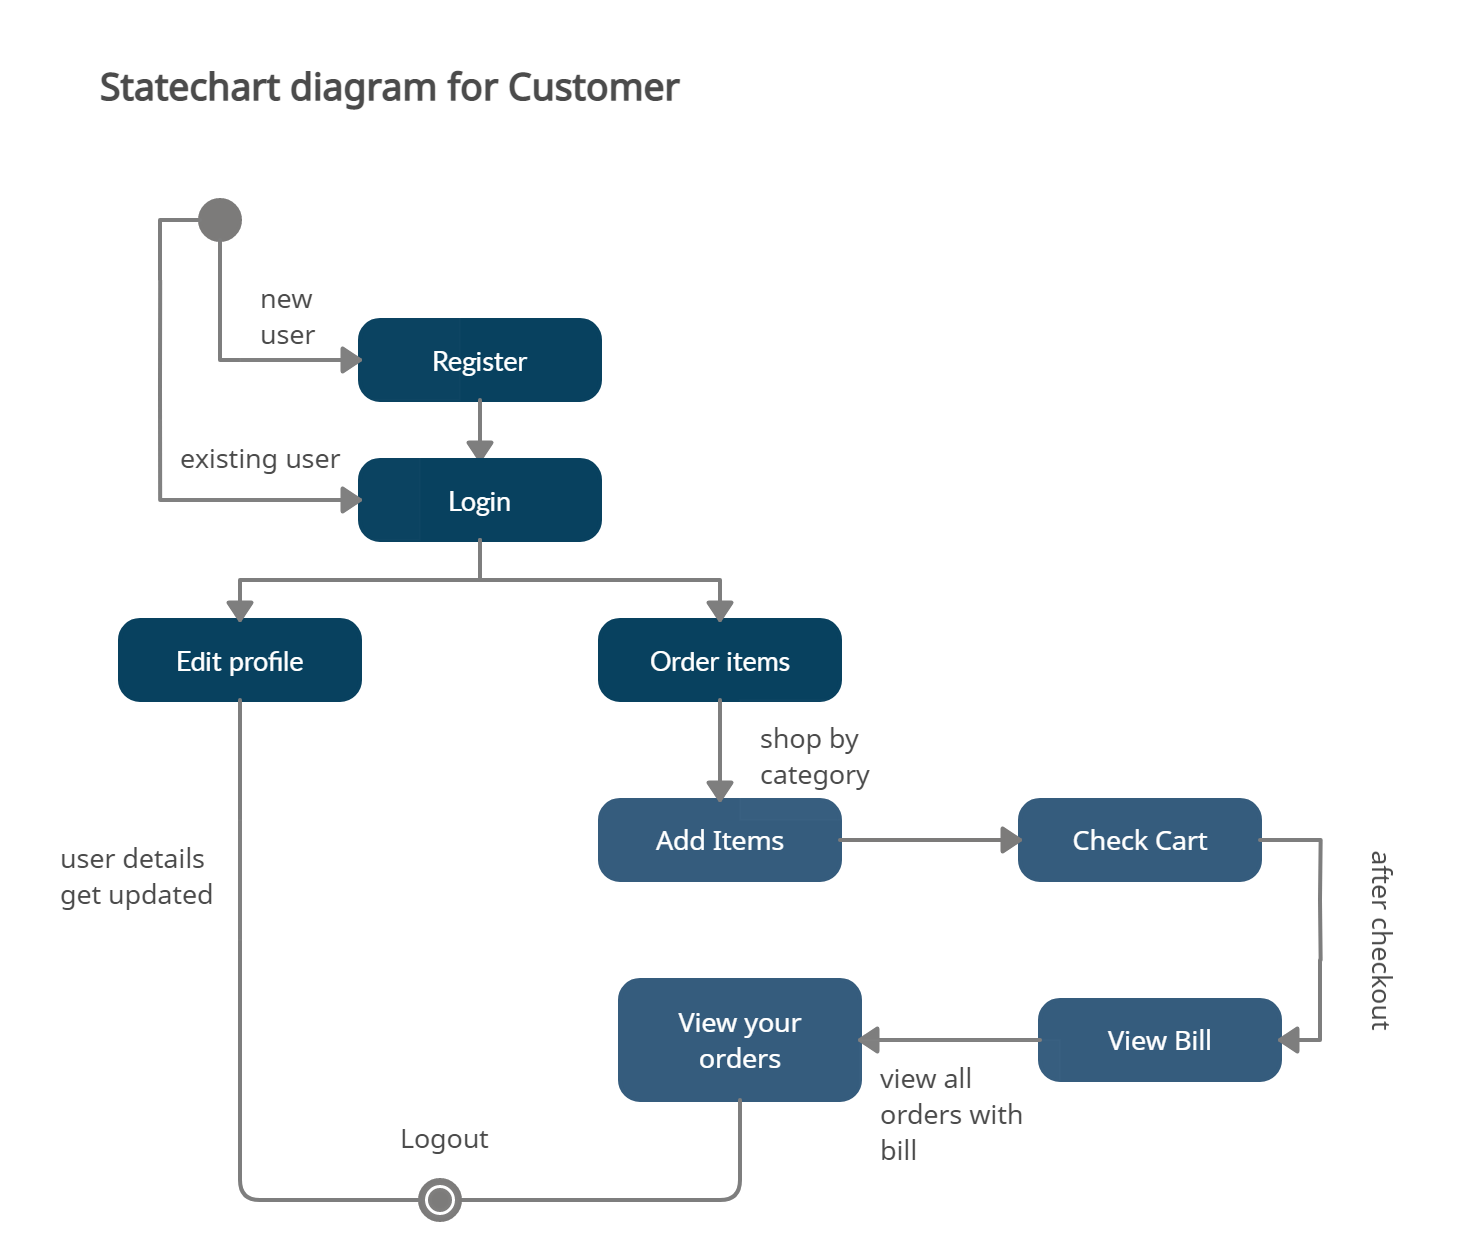 Statechart diagram for Customer
new
user
Register
existing user
Login
Edit profile
Order items
shop by
category
Add Items
Check Cart
user details
get updated
after checkout
View your
orders
View Bill
view all
orders with
bill
Logout